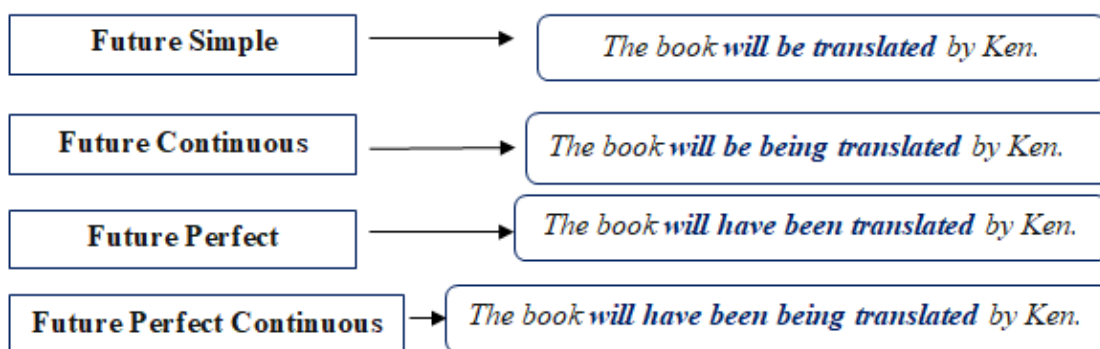 Future Simple
The book will be translated by Ken.
Future Continuous
The book will be being translated by Ken.
Future Perfect
The book will have been translated by Ken.
Future Perfect Continuous
The book will have been being translated by Ken.